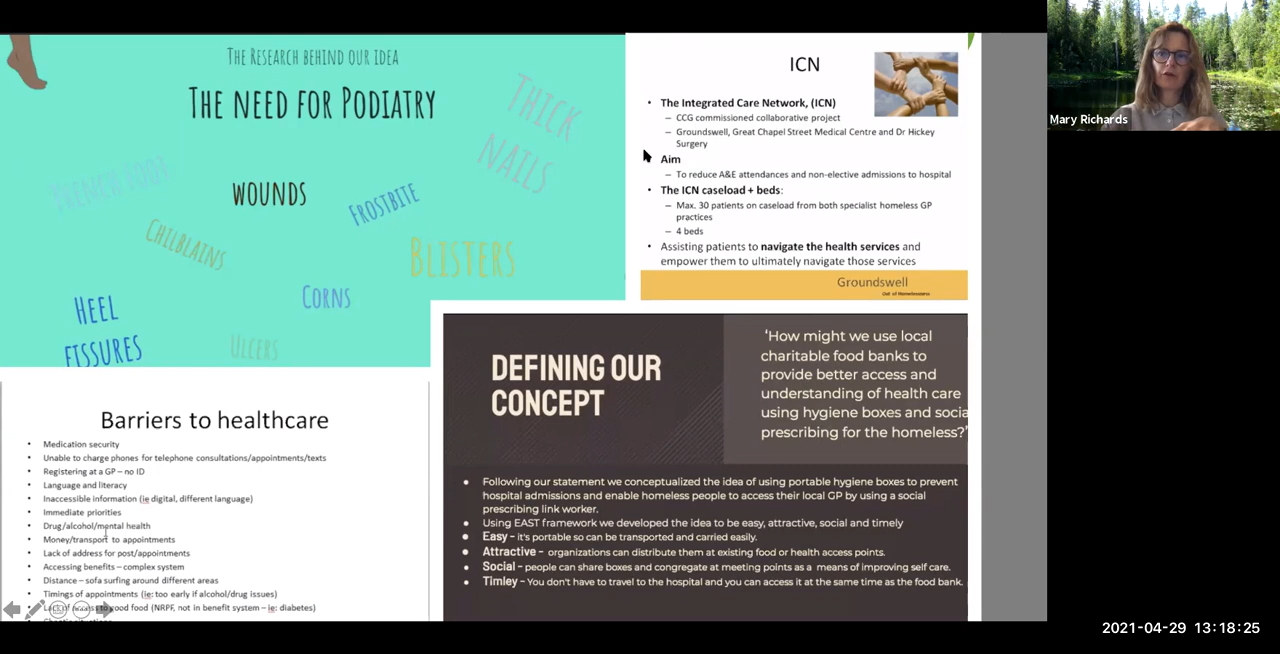 The Research behind our idea
The need for Podiatry
Thick
Nails
Trench Foot
Wounds
Frostbite
Chilblains
Blisters
Heel
Fissures
Corns
Ulcers
ICN
• The Integrated Care Network, (ICN)
– CCG commissioned collaborative project
– Groundswell, Great Chapel Street Medical Centre and Dr Hickey
Surgery
Aim
– To reduce A&E attendances and non-elective admissions to hospital
• The ICN caseload + beds:
– Max. 30 patients on caseload from both specialist homeless GP
practices
– 4 beds
• Assisting patients to navigate the health services and
empower them to ultimately navigate those services
Groundswell
Out of Homelessness
Mary Richards
Barriers to healthcare
• Medication security
• Unable to charge phones for telephone consultations/appointments/texts
• Registering at a GP – no ID
• Language and literacy
• Inaccessible information (ie digital, different language)
• Immediate priorities
• Drug/alcohol/mental health
• Money/transport to appointments
• Lack of address for post/appointments
• Accessing benefits – complex system
• Distance – sofa surfing around different areas
• Timings of appointments (ie: too early if alcohol/drug issues)
• Lack of access to good food (NRPF, not in benefit system – ie: diabetes)
DEFINING OUR
CONCEPT
‘How might we use local
charitable food banks to
provide better access and
understanding of health care
using hygiene boxes and socia
prescribing for the homeless?’
• Following our statement we conceptualized the idea of using portable hygiene boxes to prevent
hospital admissions and enable homeless people to access their local GP by using a social
prescribing link worker.
• Using EAST framework we developed the idea to be easy, attractive, social and timely
• Easy – it's portable so can be transported and carried easily.
• Attractive – organizations can distribute them at existing food or health access points.
• Social – people can share boxes and congregate at meeting points as a means of improving self care.
• Timley – You don't have to travel to the hospital and you can access it at the same time as the food bank.
2021-04-29 13:18:25